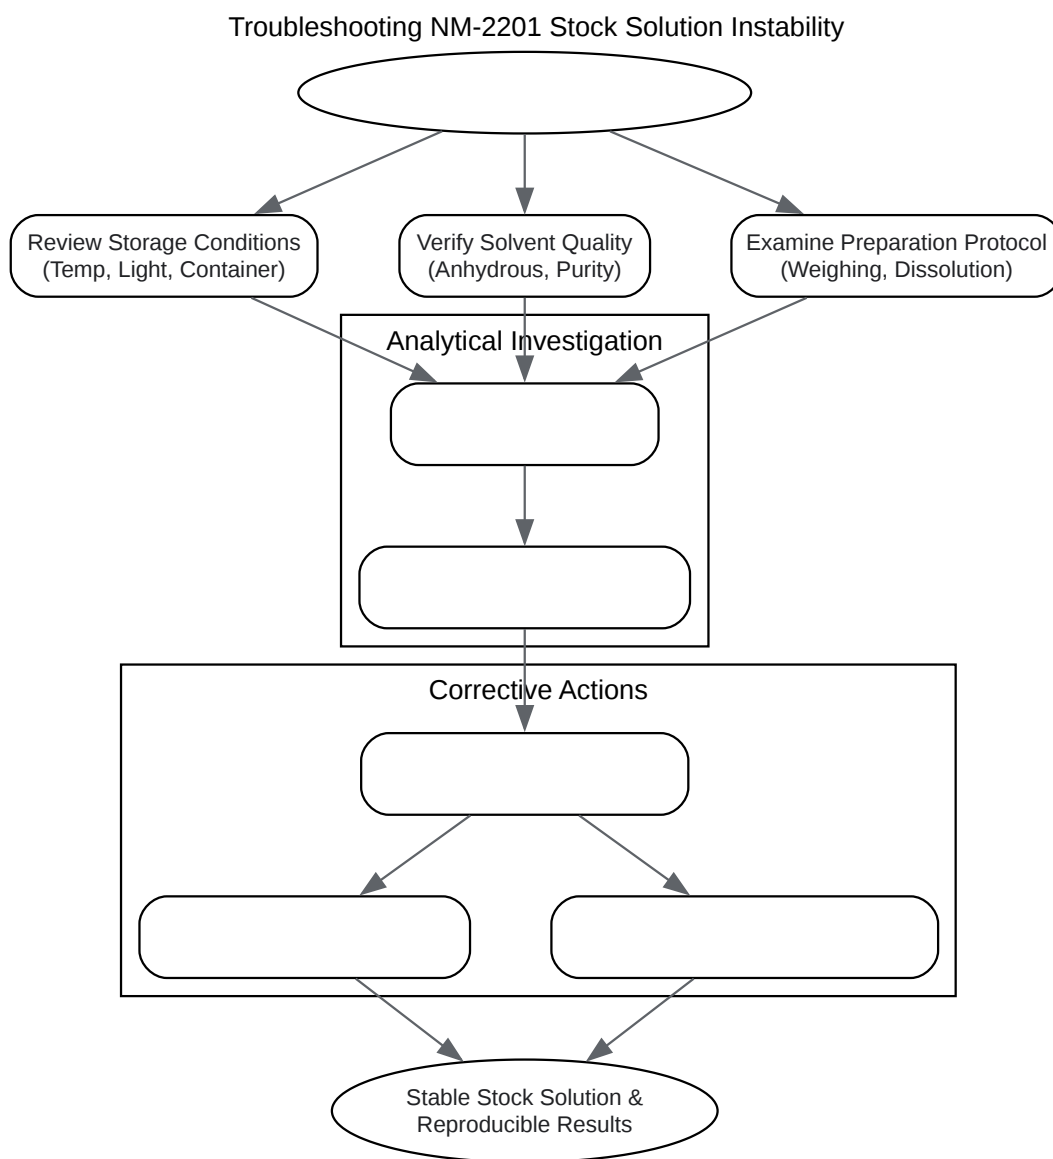 Troubleshooting NM-2201 Stock Solution Instability
Review Storage Conditions
(Temp, Light, Container)
Verify Solvent Quality
(Anhydrous, Purity)
Examine Preparation Protocol
(Weighing, Dissolution)
Analytical Investigation
Corrective Actions
Stable Stock Solution &
Reproducible Results